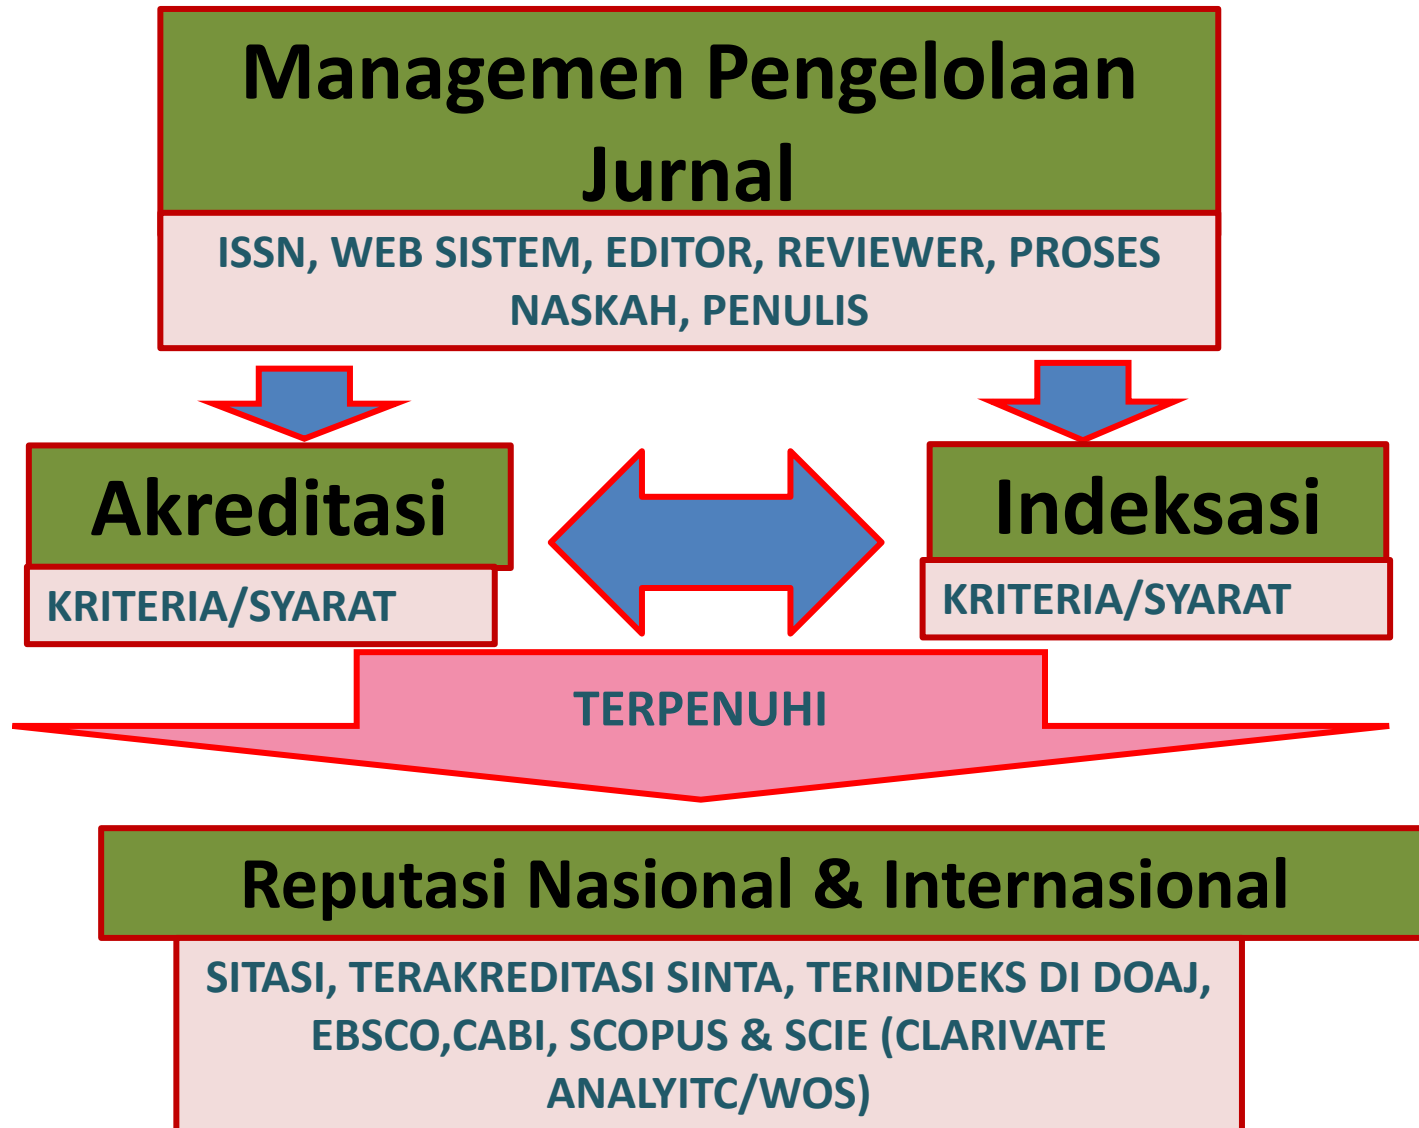 Managemen Pengelolaan
Jurnal
ISSN, WEB SISTEM, EDITOR, REVIEWER, PROSES
NASKAH, PENULIS
Akreditasi
KRITERIA/SYARAT
Indeksasi
KRITERIA/SYARAT
TERPENUHI
Reputasi Nasional & Internasional
SITASI, TERAKREDITASI SINTA, TERINDEKS DI DOAJ,
EBSCO,CABI, SCOPUS & SCIE (CLARIVATE
ANALYITC/WOS)